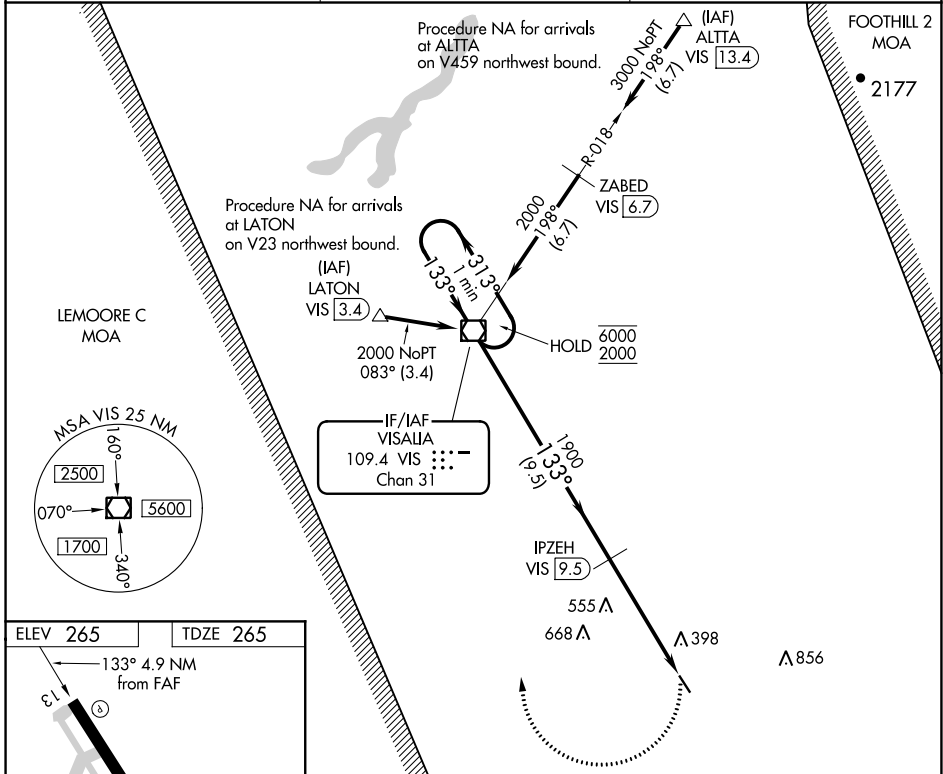 Procedure NA for arrivals
at ALTTA
on V459 northwest bound.
(IAF)
ALTTA
VIS 13.4
FOOTHILL 2
MOA
2177
3000 NoPT
198°
(6.7)
R-018
ZABED
VIS 6.7
2000
198°
(6.7)
Procedure NA for arrivals
at LATON
on V23 northwest bound.
(IAF)
LATON
VIS 3.4
313°
1 min
133°
LEMOORE C
MOA
2000 NoPT
083° (3.4)
HOLD 6000
2000
IF/IAF
VISALIA
109.4 VIS
Chan 31
1900
133°
(9.5)
MSA VIS 25 NM
160°
2500
070°
5600
1700
340°
IPZEH
VIS 9.5
555
668
398
856
ELEV 265
TDZE 265
133° 4.9 NM
from FAF
13
P